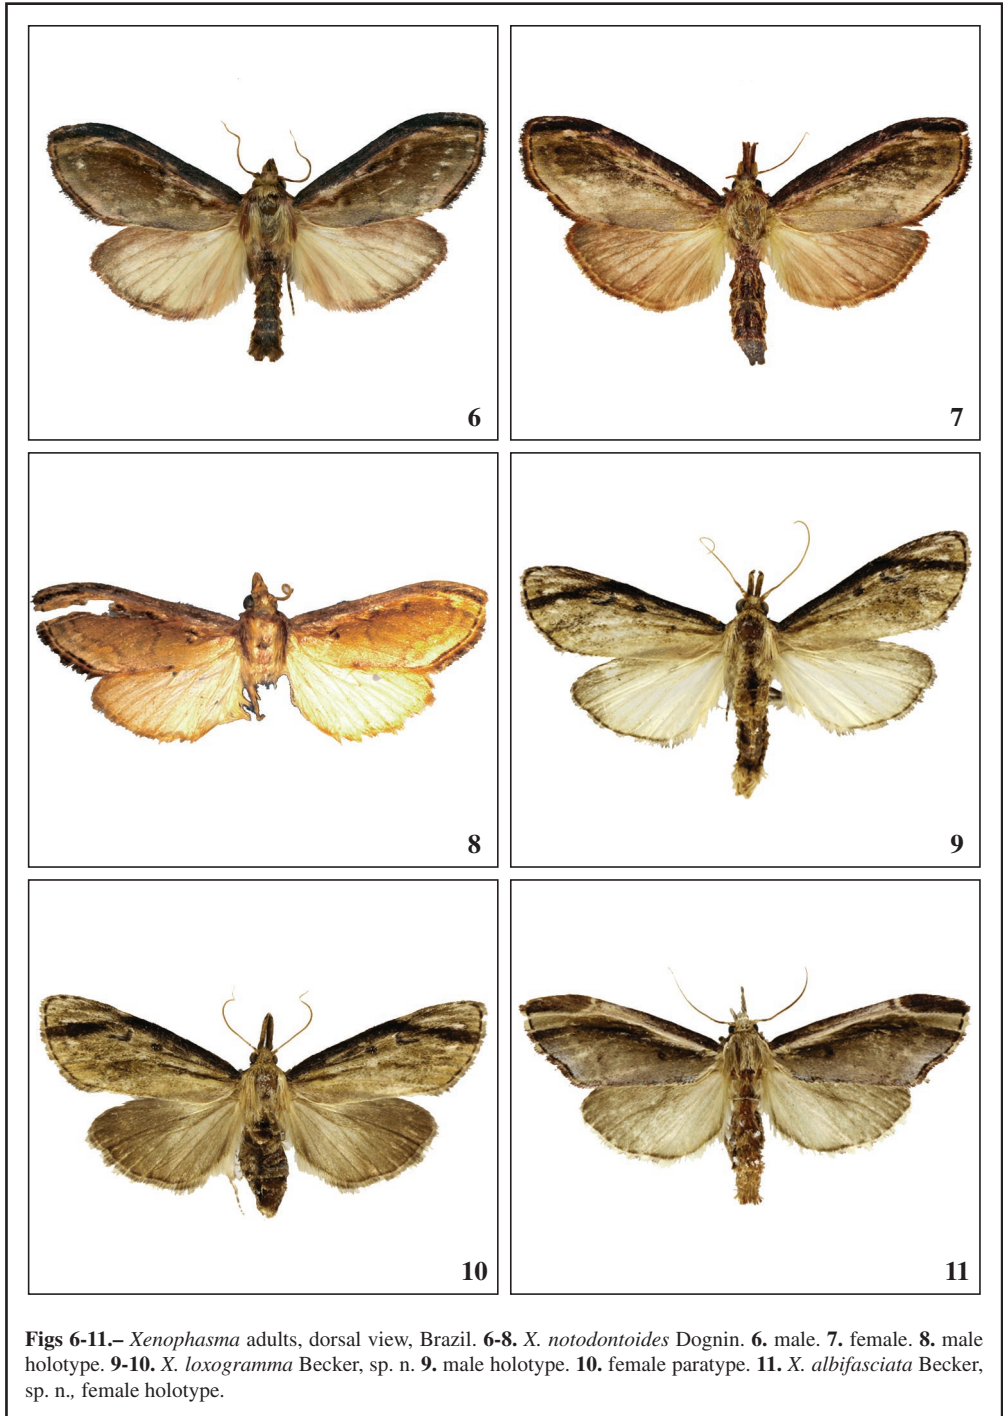 6
7
8
9
10
11
Figs 6-11.– Xenophasma adults, dorsal view, Brazil. 6-8. X. notodontoides Dognin. 6. male. 7. female. 8. male
holotype. 9-10. X. loxogramma Becker, sp. n. 9. male holotype. 10. female paratype. 11. X. albifasciata Becker,
sp. n., female holotype.